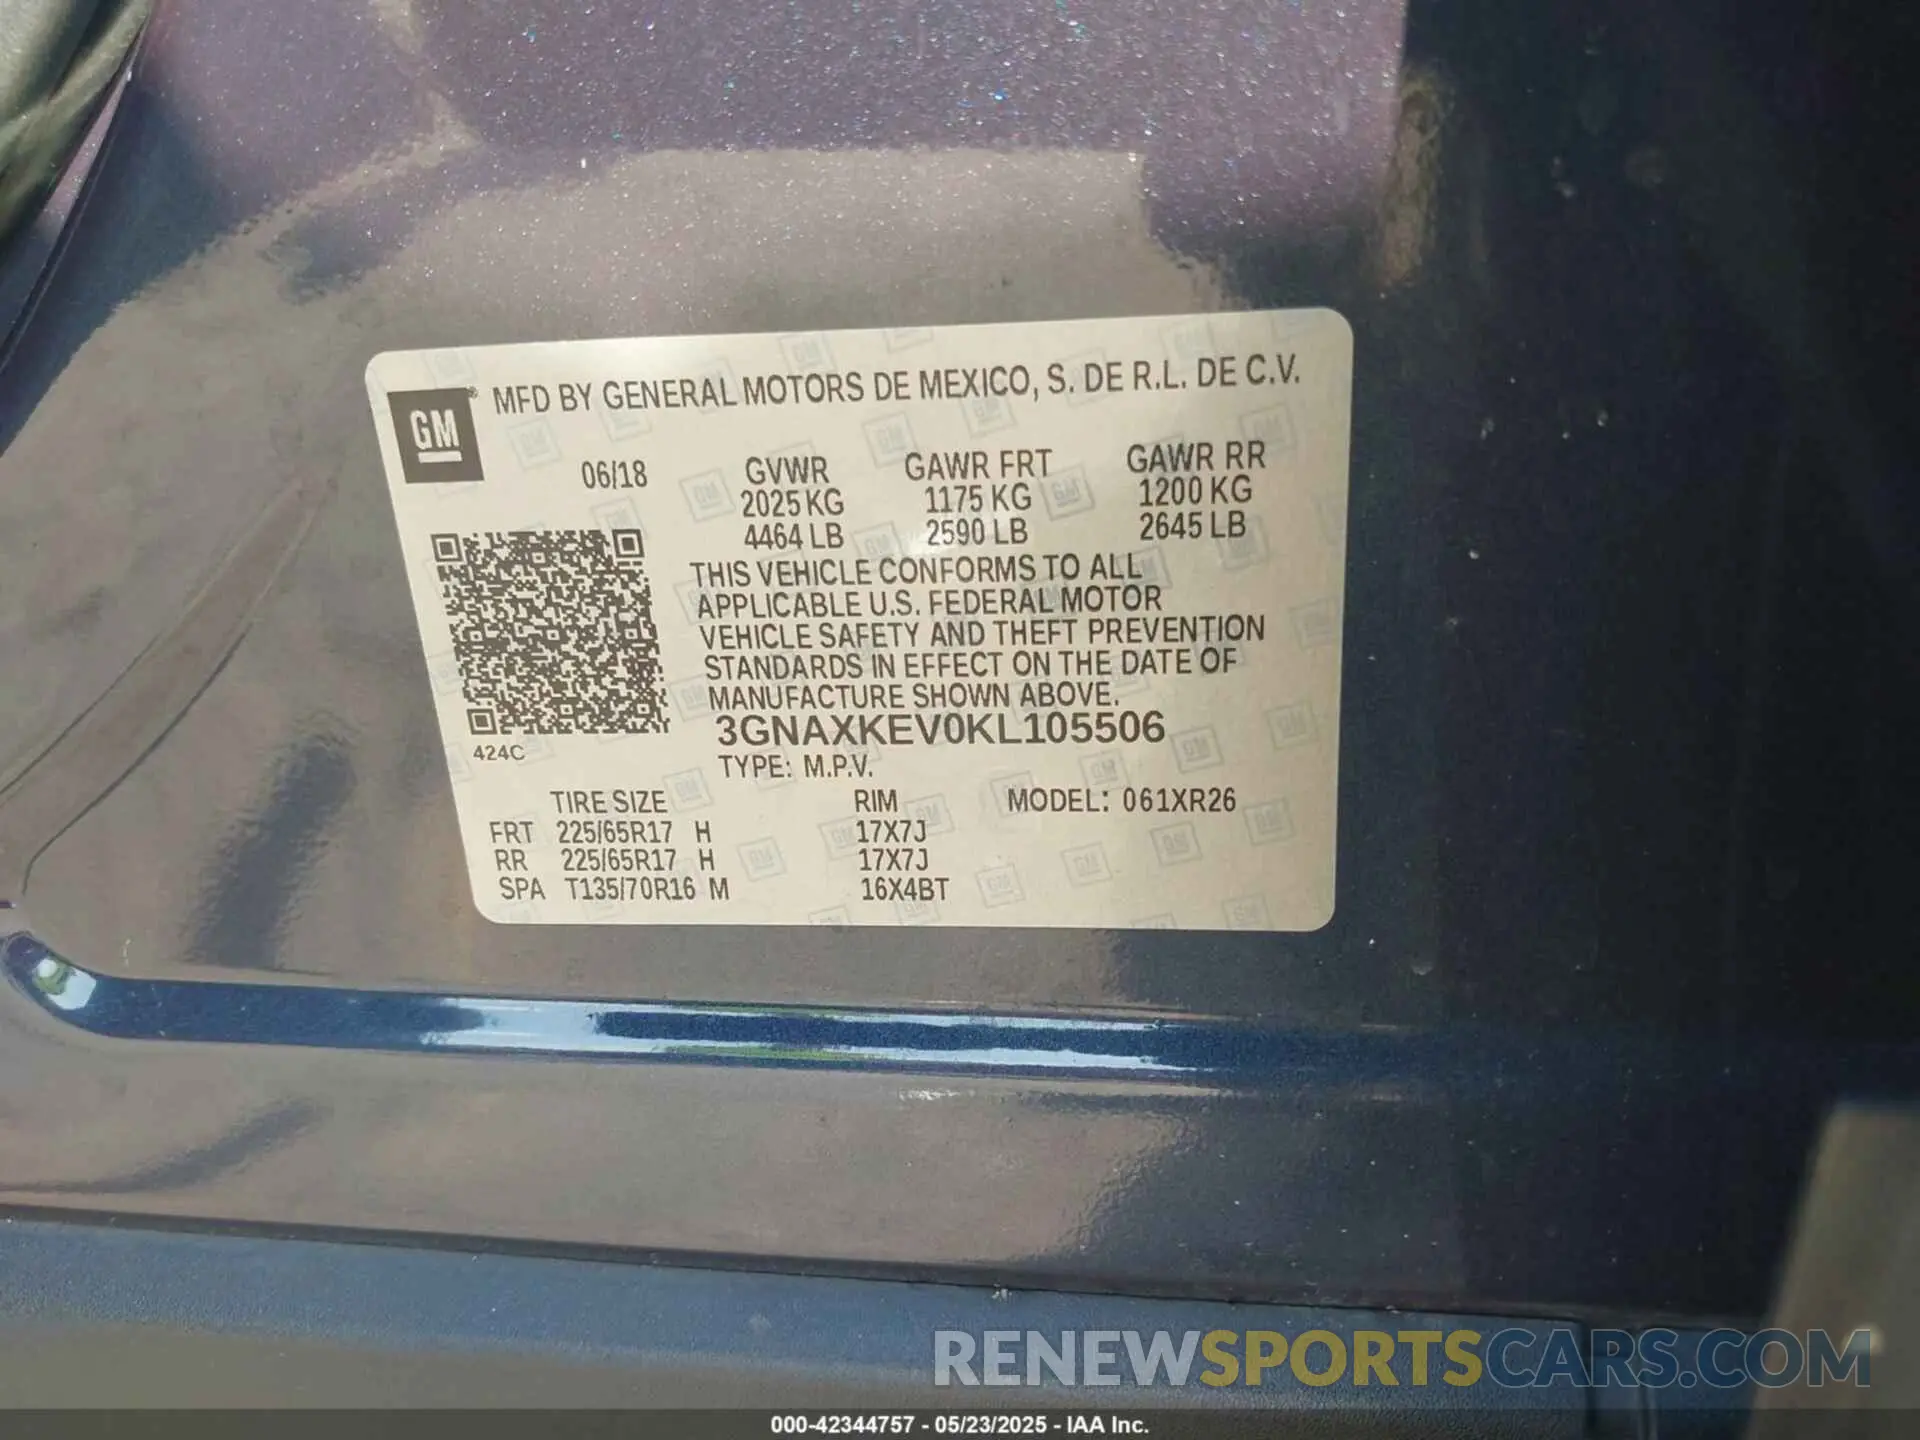 GM® MFD BY GENERAL MOTORS DE MEXICO, S. DE R.L. DE C.V.
06/18 GVWR GAWR FRT GAWR RR
2025 KG 1175 KG 1200 KG
4464 LB 2590 LB 2645 LB
THIS VEHICLE CONFORMS TO ALL
APPLICABLE U.S. FEDERAL MOTOR
VEHICLE SAFETY AND THEFT PREVENTION
STANDARDS IN EFFECT ON THE DATE OF
MANUFACTURE SHOWN ABOVE.
3GNAXKEV0KL105506
424C
TYPE: M.P.V.
TIRE SIZE RIM MODEL: 061XR26
FRT 225/65R17 H 17X7J
RR 225/65R17 H 17X7J
SPA T135/70R16 M 16X4BT
RENEWSPORTSCARS.COM
000-42344757 - 05/23/2025 - IAA Inc.